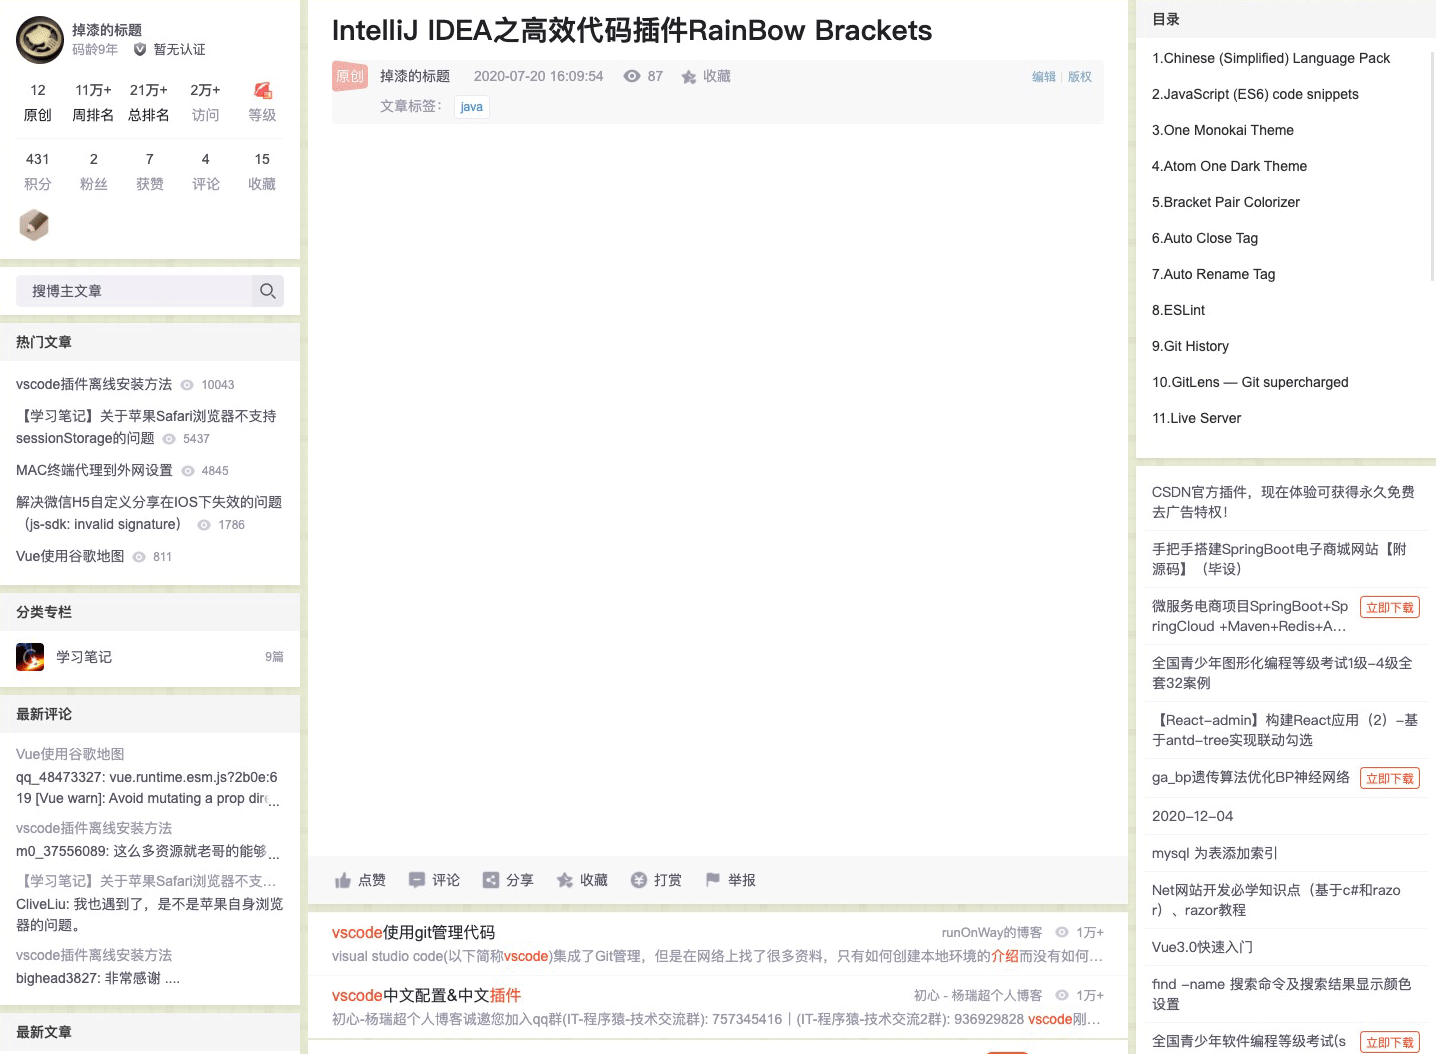 掉漆的标题
码龄9年 暂无认证
12 11万+ 21万+ 2万+
原创 周排名 总排名 访问 等级
431 2 7 4 15
积分 粉丝 获赞 评论 收藏
搜博主文章
热门文章
vscode插件离线安装方法 10043
【学习笔记】关于苹果Safari浏览器不支持
sessionStorage的问题 5437
MAC终端代理到外网设置 4845
解决微信H5自定义分享在IOS下失效的问题
（js-sdk: invalid signature） 1786
Vue使用谷歌地图 811
分类专栏
学习笔记 9篇
最新评论
Vue使用谷歌地图
qq_48473327: vue.runtime.esm.js?2b0e:6
19 [Vue warn]: Avoid mutating a prop dire...
vscode插件离线安装方法
m0_37556089: 这么多资源就老哥的能够...
【学习笔记】关于苹果Safari浏览器不支...
CliveLiu: 我也遇到了，是不是苹果自身浏览
器的问题。
vscode插件离线安装方法
bighead3827: 非常感谢 ....
最新文章
IntelliJ IDEA之高效代码插件RainBow Brackets
原创 掉漆的标题 2020-07-20 16:09:54 87 收藏 编辑 版权
文章标签： java
点赞 评论 分享 收藏 打赏 举报
vscode使用git管理代码 runOnWay的博客 1万+
visual studio code(以下简称vscode)集成了Git管理，但是在网络上找了很多资料，只有如何创建本地环境的介绍而没有如何...
vscode中文配置&中文插件 初心 - 杨瑞超个人博客 1万+
初心-杨瑞超个人博客诚邀您加入qq群(IT-程序猿-技术交流群): 757345416 | (IT-程序猿-技术交流2群): 936929828 vscode刚...
目录
1.Chinese (Simplified) Language Pack
2.JavaScript (ES6) code snippets
3.One Monokai Theme
4.Atom One Dark Theme
5.Bracket Pair Colorizer
6.Auto Close Tag
7.Auto Rename Tag
8.ESLint
9.Git History
10.GitLens — Git supercharged
11.Live Server
CSDN官方插件，现在体验可获得永久免费
去广告特权！
手把手搭建SpringBoot电子商城网站【附
源码】（毕设）
微服务电商项目SpringBoot+Sp 立即下载
ringCloud +Maven+Redis+A...
全国青少年图形化编程等级考试1级-4级全
套32案例
【React-admin】构建React应用（2）-基
于antd-tree实现联动勾选
ga_bp遗传算法优化BP神经网络 立即下载
2020-12-04
mysql 为表添加索引
Net网站开发必学知识点（基于c#和razo
r）、razor教程
Vue3.0快速入门
find -name 搜索命令及搜索结果显示颜色
设置
全国青少年软件编程等级考试(s 立即下载